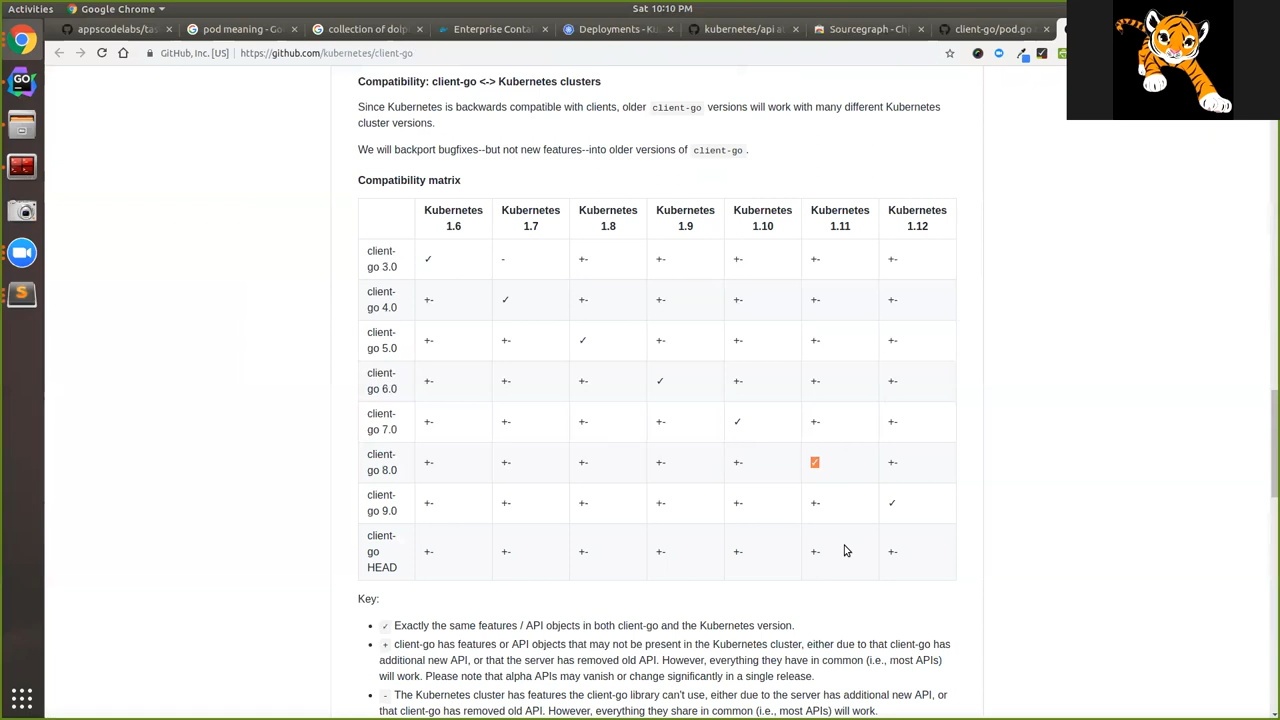 Activities
Google Chrome
Sat 10:10 PM
appscodelabs/tas
pod meaning - Go
collection of dolp
Enterprise Contai
Deployments - Ku
kubernetes/api al
Sourcegraph - Ch
client-go/pod.go
GitHub, Inc. [US]
https://github.com/kubernetes/client-go
Compatibility: client-go <-> Kubernetes clusters
Since Kubernetes is backwards compatible with clients, older client-go versions will work with many different Kubernetes
cluster versions.
We will backport bugfixes--but not new features--into older versions of client-go.
Compatibility matrix
Kubernetes 1.6 Kubernetes 1.7 Kubernetes 1.8 Kubernetes 1.9 Kubernetes 1.10 Kubernetes 1.11 Kubernetes 1.12
client-go 3.0 ✓ - +- +- +- +- +-
client-go 4.0 +- ✓ +- +- +- +- +-
client-go 5.0 +- +- ✓ +- +- +- +-
client-go 6.0 +- +- +- ✓ +- +- +-
client-go 7.0 +- +- +- +- ✓ +- +-
client-go 8.0 +- +- +- +- +- ✓ +-
client-go 9.0 +- +- +- +- +- +- ✓
client-go HEAD +- +- +- +- +- +- +-
Key:
✓ Exactly the same features / API objects in both client-go and the Kubernetes version.
+ client-go has features or API objects that may not be present in the Kubernetes cluster, either due to that client-go has
additional new API, or that the server has removed old API. However, everything they have in common (i.e., most APIs)
will work. Please note that alpha APIs may vanish or change significantly in a single release.
- The Kubernetes cluster has features the client-go library can't use, either due to the server has additional new API, or
that client-go has removed old API. However, everything they share in common (i.e., most APIs) will work.